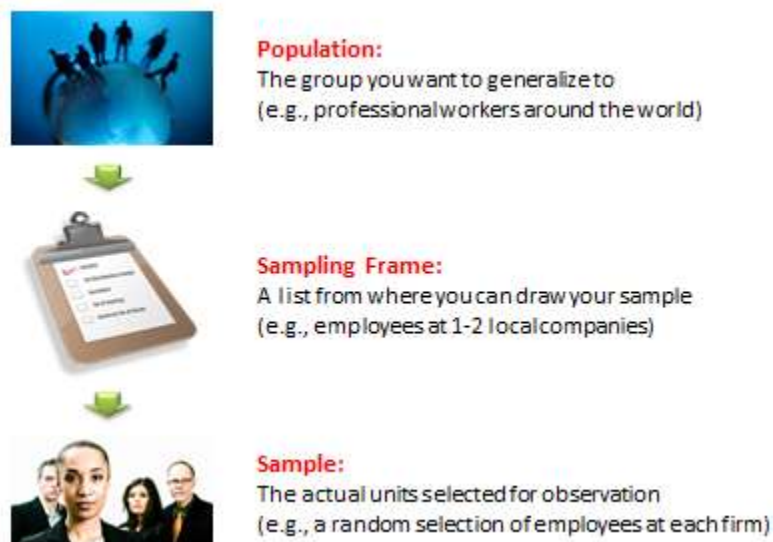 Population:
The group you want to generalize to
(e.g., professional workers around the world)
Sampling Frame:
A list from where you can draw your sample
(e.g., employees at 1-2 local companies)
Sample:
The actual units selected for observation
(e.g., a random selection of employees at each firm)